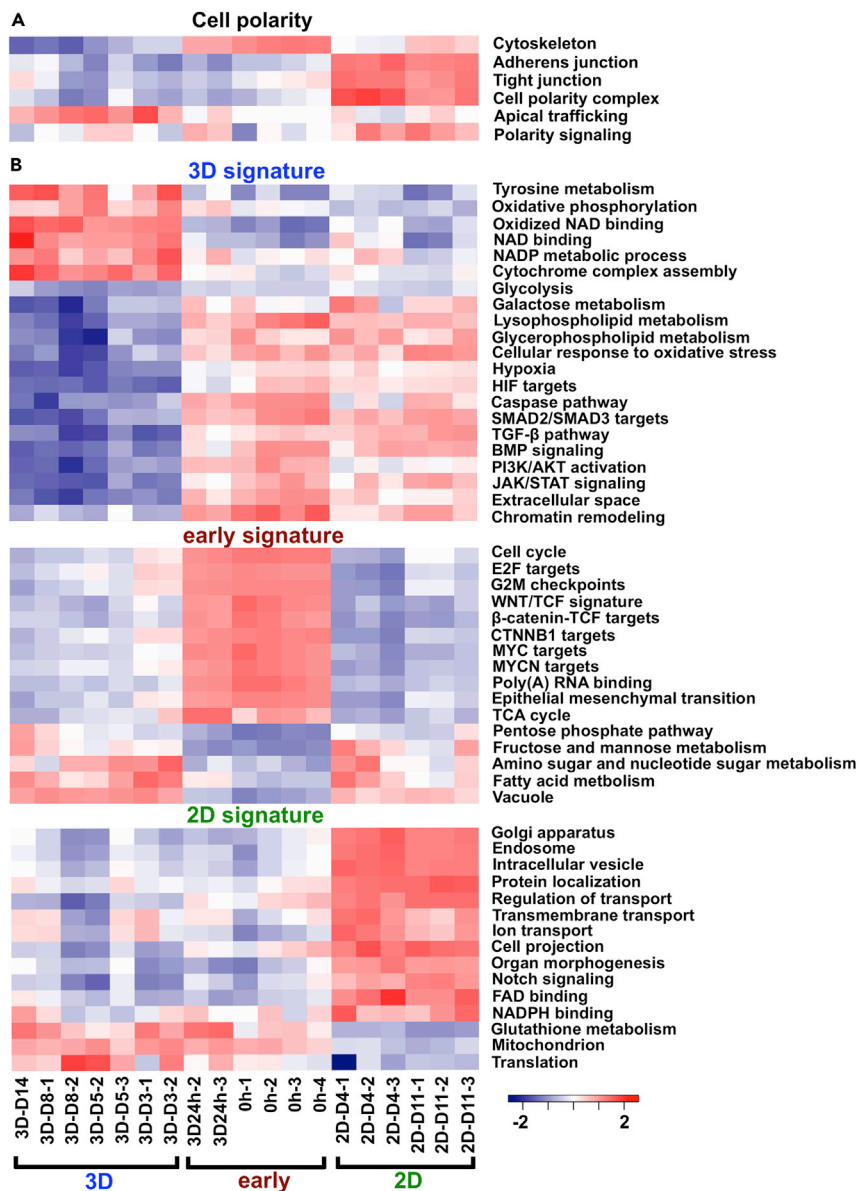 A
Cell polarity
Cytoskeleton
Adherens junction
Tight junction
Cell polarity complex
Apical trafficking
Polarity signaling
B
3D signature
Tyrosine metabolism
Oxidative phosphorylation
Oxidized NAD binding
NAD binding
NADP metabolic process
Cytochrome complex assembly
Glycolysis
Galactose metabolism
Lysophospholipid metabolism
Glycerophospholipid metabolism
Cellular response to oxidative stress
Hypoxia
HIF targets
Caspase pathway
SMAD2/SMAD3 targets
TGF-β pathway
BMP signaling
PI3K/AKT activation
JAK/STAT signaling
Extracellular space
Chromatin remodeling
early signature
Cell cycle
E2F targets
G2M checkpoints
WNT/TCF signature
β-catenin-TCF targets
CTNNB1 targets
MYC targets
MYCN targets
Poly(A) RNA binding
Epithelial mesenchymal transition
TCA cycle
Pentose phosphate pathway
Fructose and mannose metabolism
Amino sugar and nucleotide sugar metabolism
Fatty acid metbolism
Vacuole
2D signature
Golgi apparatus
Endosome
Intracellular vesicle
Protein localization
Regulation of transport
Transmembrane transport
Ion transport
Cell projection
Organ morphogenesis
Notch signaling
FAD binding
NADPH binding
Glutathione metabolism
Mitochondrion
Translation
3D-D14
3D-D8-1
3D-D8-2
3D-D5-2
3D-D5-3
3D-D3-1
3D-D3-2
3D24h-2
3D24h-3
0h-1
0h-2
0h-3
0h-4
2D-D4-1
2D-D4-2
2D-D4-3
2D-D11-1
2D-D11-2
2D-D11-3
-2 0 2
3D early 2D